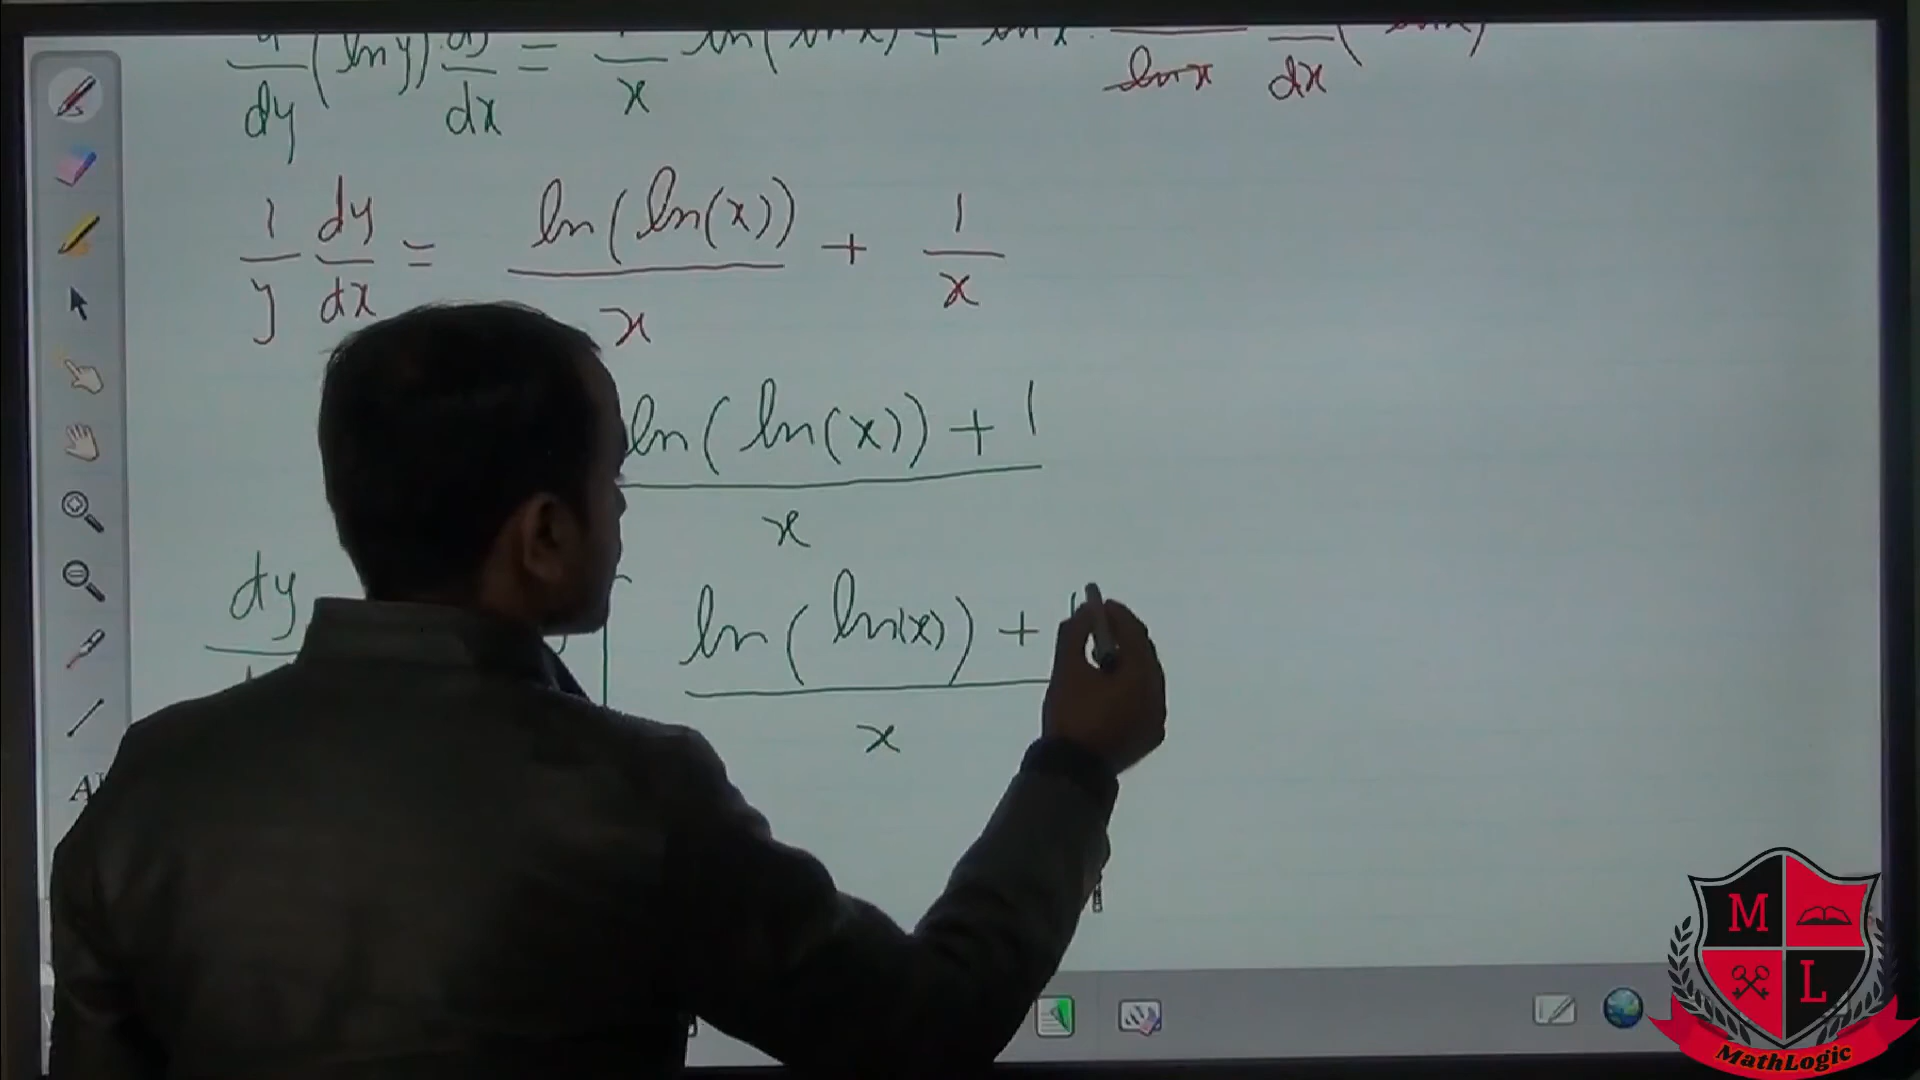 d/dy (ln y) dy/dx = 1/x ln(ln x) + ln x · 1/ln x d/dx (ln x)
1/y dy/dx = ln(ln(x))/x + 1/x
ln(ln(x)) + 1
x
dy
ln(ln(x)) + 1
x
A
M
L
MathLogic